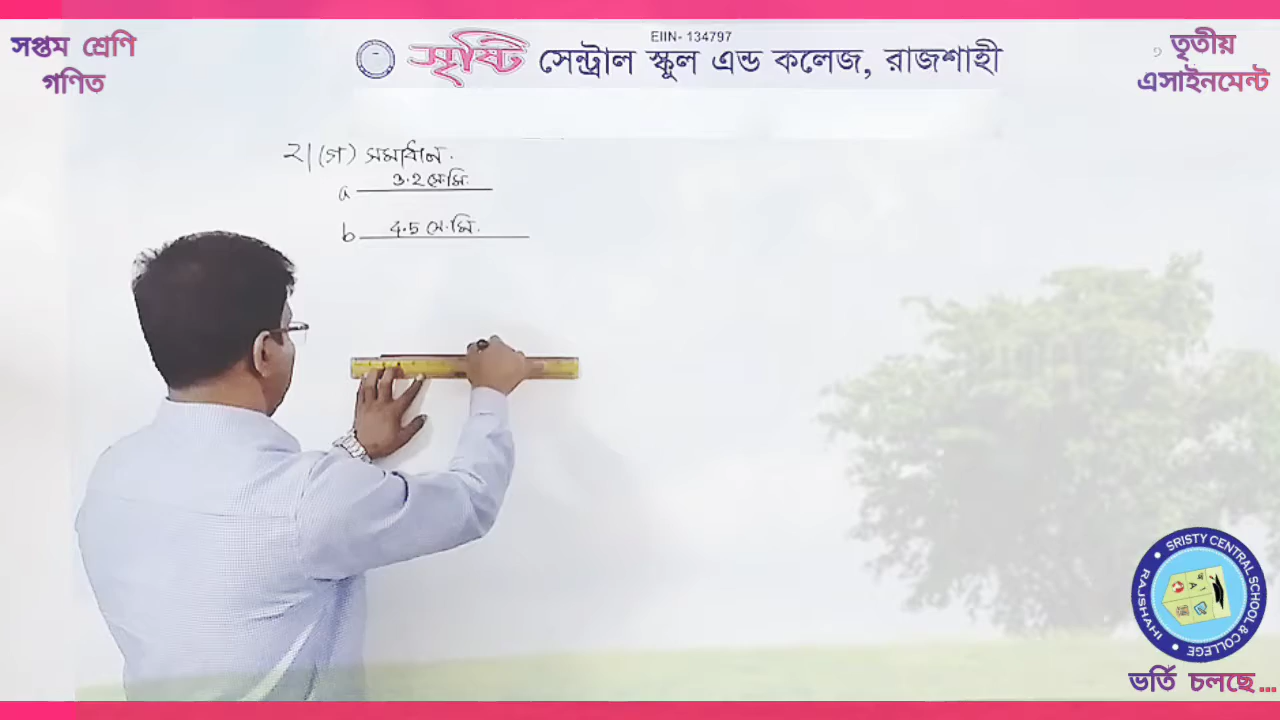 সপ্তম শ্রেণি
গণিত
EIIN- 134797
সৃষ্টি সেন্ট্রাল স্কুল এন্ড কলেজ, রাজশাহী
তৃতীয়
এসাইনমেন্ট
২|(গ) সমাধান.
a 3.2 সে.মি.
b 4.5 সে.মি.
SRISTY CENTRAL SCHOOL & COLLEGE
RAJSHAHI
ভর্তি চলছে...